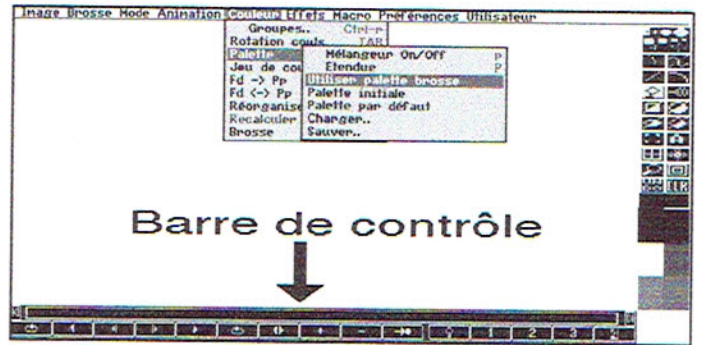 Image Brosse Mode Animation Couleur Effets Macro Préférences Utilisateur
Groupes.. Ctrl-r
Rotation couls TAB
Palette
Jeu de cou
Fd -> Pp
Fd <-> Pp
Réorganise
Recalculer
Brosse
Mélangeur On/Off p
Etendue P
Utiliser palette brosse
Palette initiale
Palette par défaut
Changer..
Sauver..
CLR
Barre de contrôle
1 2 3